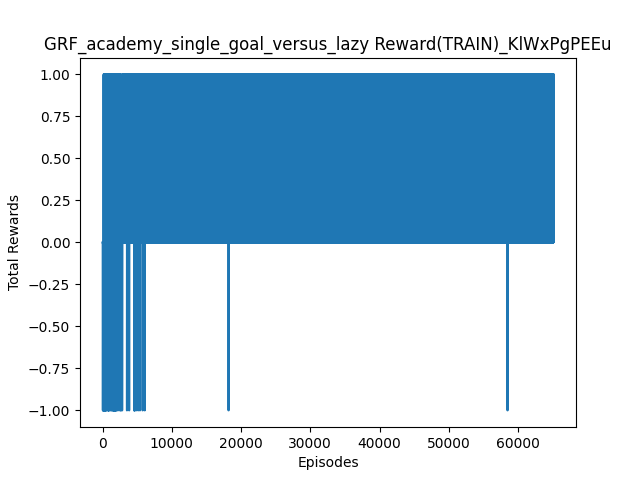 GRF_academy_single_goal_versus_lazy Reward(TRAIN)_KlWxPgPEEu
1.00
0.75
0.50
0.25
0.00
−0.25
−0.50
−0.75
−1.00
Total Rewards
0 10000 20000 30000 40000 50000 60000
Episodes